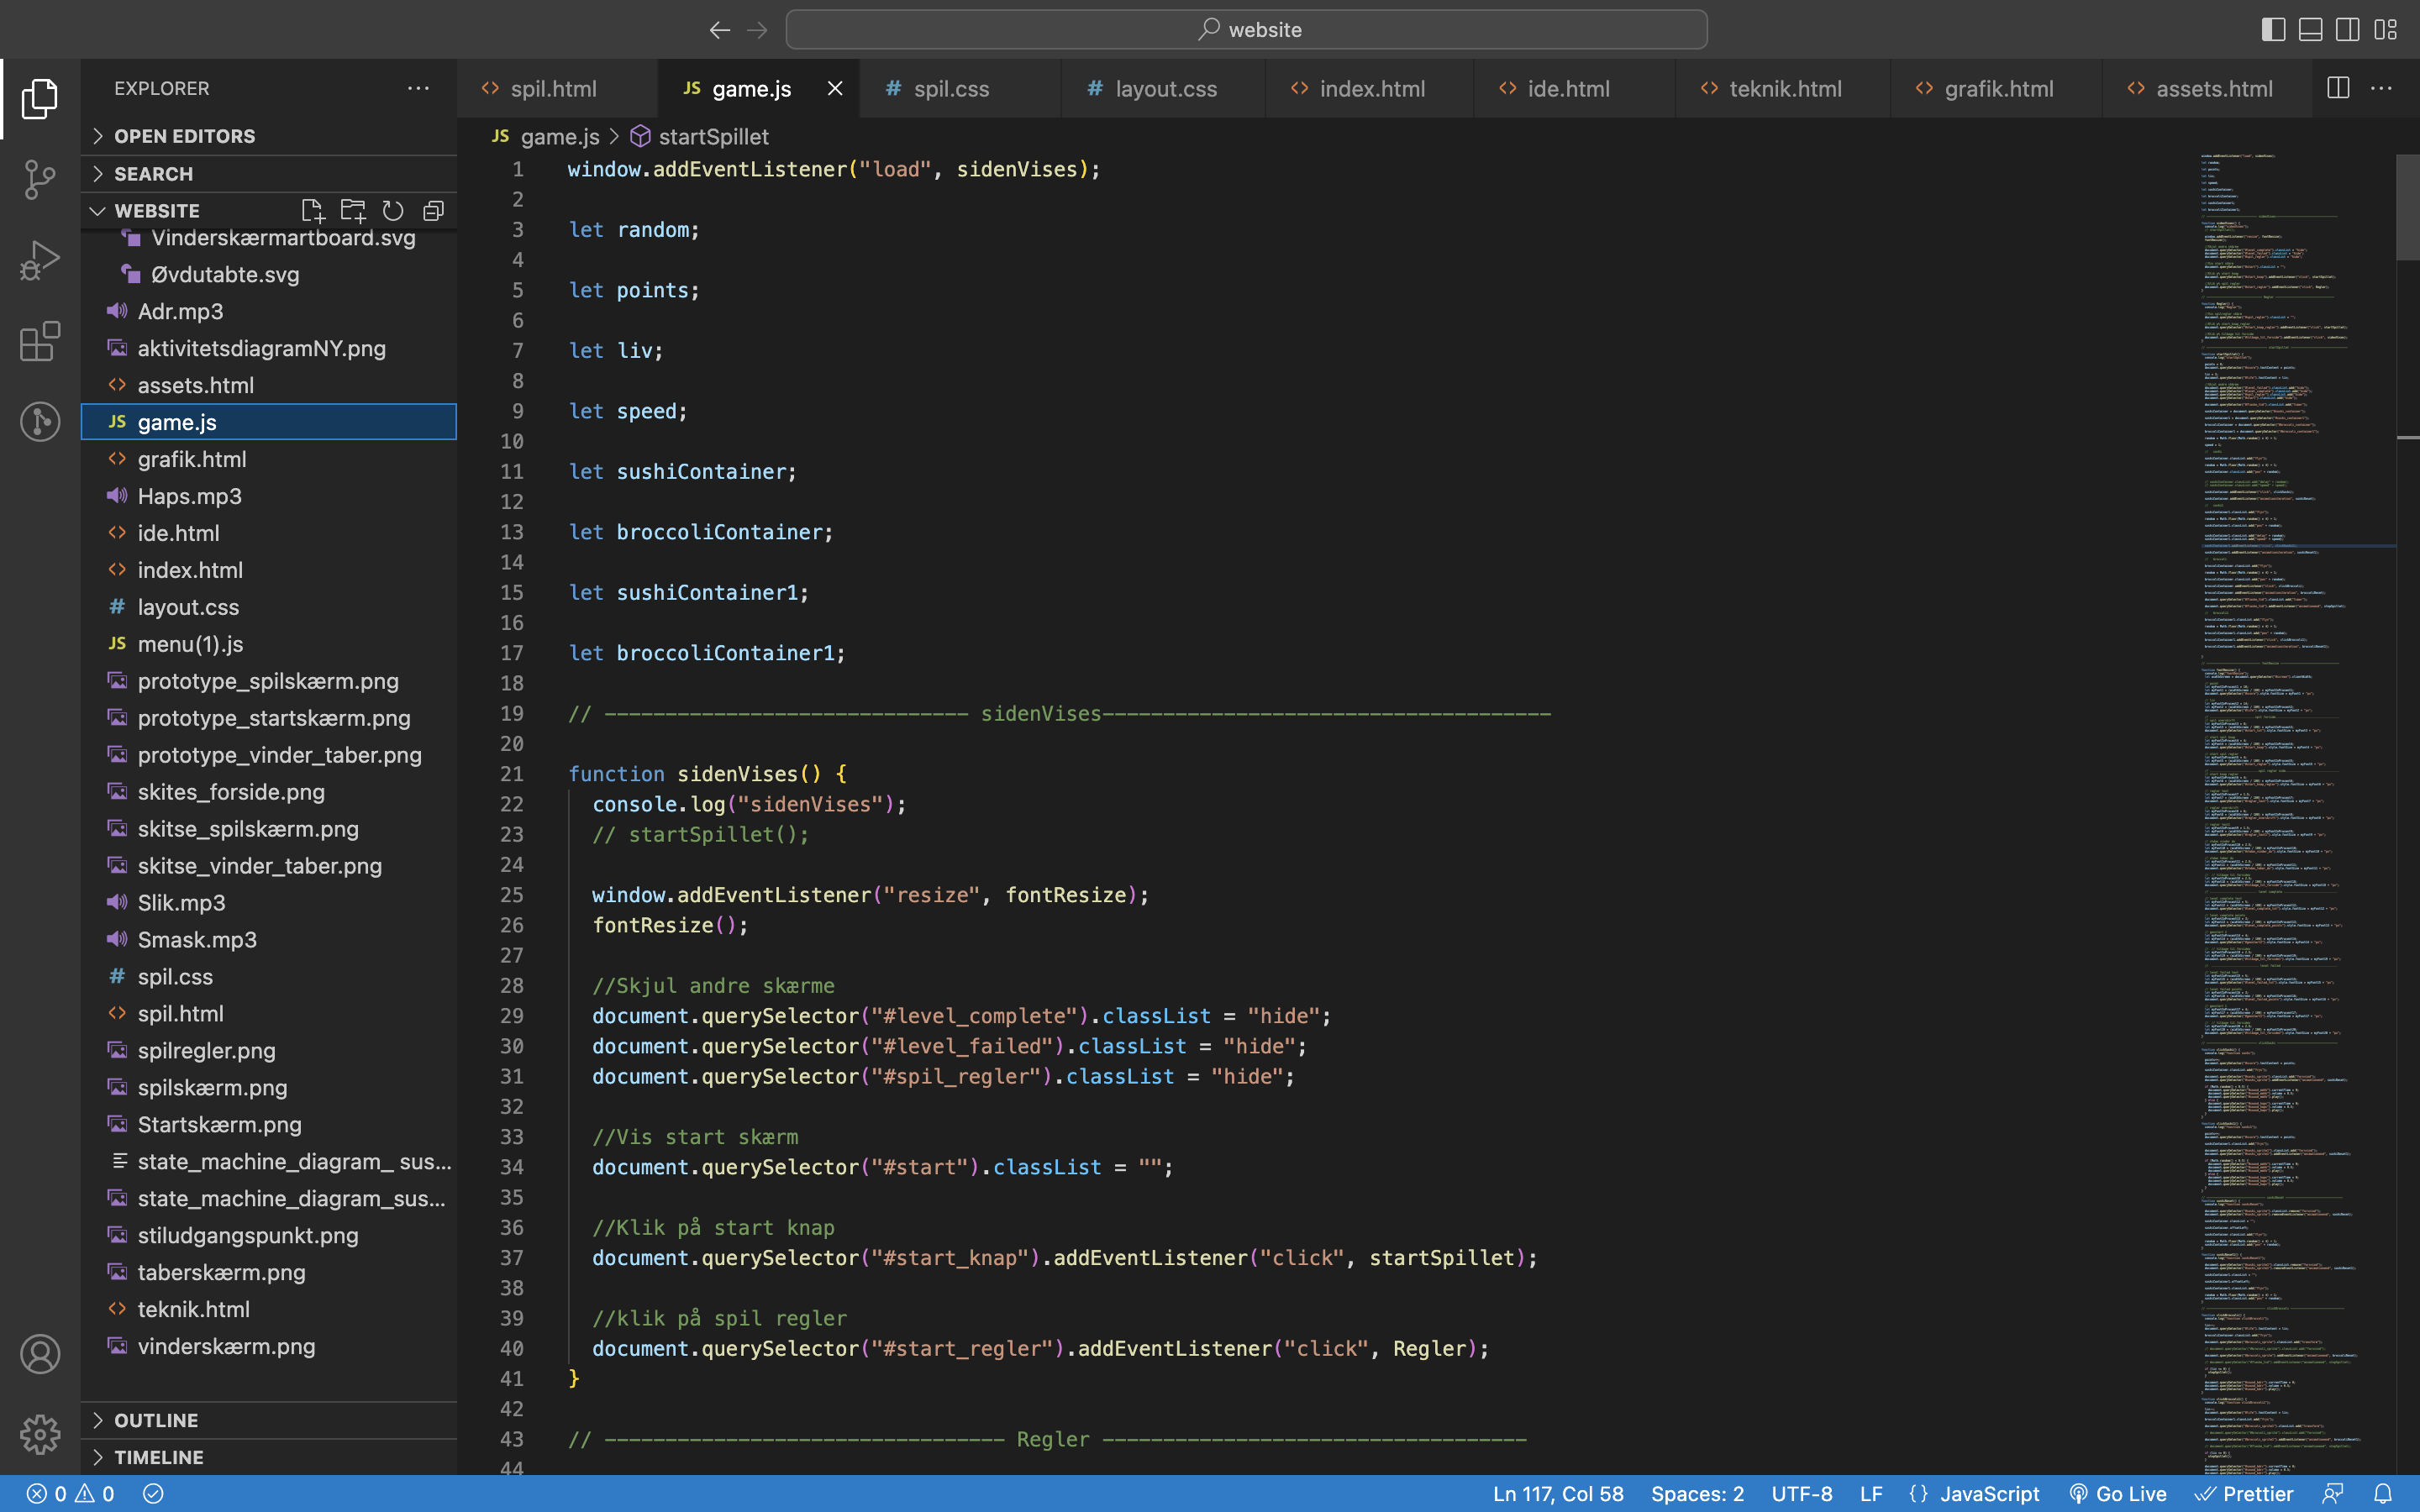 website
EXPLORER
OPEN EDITORS
SEARCH
WEBSITE
Vinderskærmartboard.svg
Øvdutabte.svg
Adr.mp3
aktivitetsdiagramNY.png
assets.html
JS game.js
grafik.html
Haps.mp3
ide.html
index.html
# layout.css
JS menu(1).js
prototype_spilskærm.png
prototype_startskærm.png
prototype_vinder_taber.png
skites_forside.png
skitse_spilskærm.png
skitse_vinder_taber.png
Slik.mp3
Smask.mp3
# spil.css
spil.html
spilregler.png
spilskærm.png
Startskærm.png
state_machine_diagram_ sus...
state_machine_diagram_sus...
stiludgangspunkt.png
taberskærm.png
teknik.html
vinderskærm.png
OUTLINE
TIMELINE
<> spil.html JS game.js # spil.css # layout.css <> index.html <> ide.html <> teknik.html <> grafik.html <> assets.html
JS game.js > startSpillet
1 window.addEventListener("load", sidenVises);
2
3 let random;
4
5 let points;
6
7 let liv;
8
9 let speed;
10
11 let sushiContainer;
12
13 let broccoliContainer;
14
15 let sushiContainer1;
16
17 let broccoliContainer1;
18
19 // ------------------------------ sidenVises-------------------------------------
20
21 function sidenVises() {
22 console.log("sidenVises");
23 // startSpillet();
24
25 window.addEventListener("resize", fontResize);
26 fontResize();
27
28 //Skjul andre skærme
29 document.querySelector("#level_complete").classList = "hide";
30 document.querySelector("#level_failed").classList = "hide";
31 document.querySelector("#spil_regler").classList = "hide";
32
33 //Vis start skærm
34 document.querySelector("#start").classList = "";
35
36 //Klik på start knap
37 document.querySelector("#start_knap").addEventListener("click", startSpillet);
38
39 //klik på spil regler
40 document.querySelector("#start_regler").addEventListener("click", Regler);
41 }
42
43 // --------------------------------- Regler -----------------------------------
44
0 0 Ln 117, Col 58 Spaces: 2 UTF-8 LF {} JavaScript Go Live Prettier